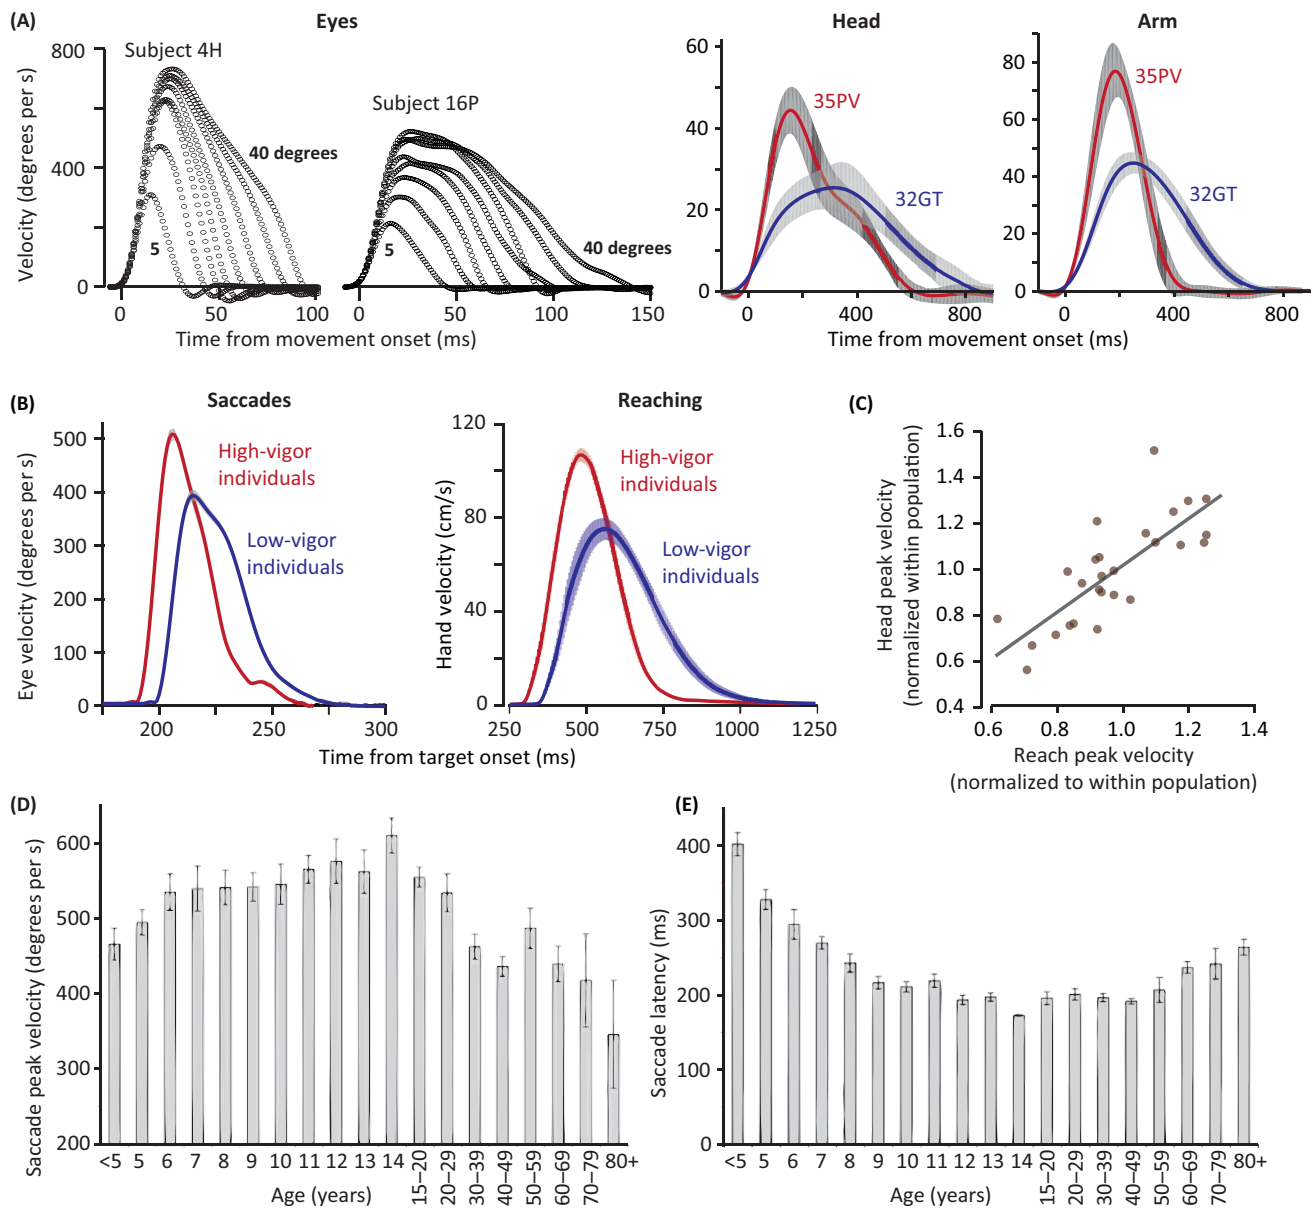 (A)
Eyes
Head
Arm
Velocity (degrees per s)
800
400
0
Subject 4H
40 degrees
5
0
50
100
Subject 16P
40 degrees
5
0
50
100
150
Time from movement onset (ms)
60
40
20
0
35PV
32GT
0
400
800
80
60
40
20
0
35PV
32GT
0
400
800
Time from movement onset (ms)
(B)
Saccades
Reaching
Eye velocity (degrees per s)
500
400
300
200
100
0
High-vigor
individuals
Low-vigor
individuals
200
250
300
Hand velocity (cm/s)
120
80
40
0
High-vigor
individuals
Low-vigor
individuals
250
500
750
1000
1250
Time from target onset (ms)
(C)
Head peak velocity
(normalized within population)
1.6
1.4
1.2
1.0
0.8
0.6
0.4
0.6
0.8
1.0
1.2
1.4
Reach peak velocity
(normalized to within population)
(D)
Saccade peak velocity (degrees per s)
600
500
400
300
200
<5
5
6
7
8
9
10
11
12
13
14
15–20
20–29
30–39
40–49
50–59
60–69
70–79
80+
Age (years)
(E)
Saccade latency (ms)
400
300
200
100
0
<5
5
6
7
8
9
10
11
12
13
14
15–20
20–29
30–39
40–49
50–59
60–69
70–79
80+
Age (years)